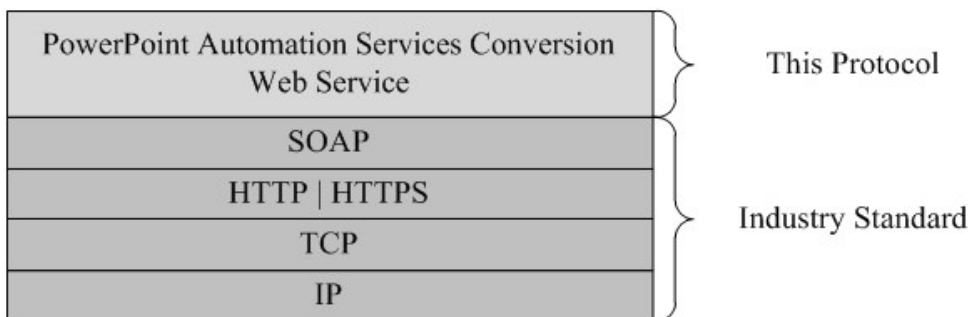 PowerPoint Automation Services Conversion
Web Service
This Protocol
SOAP
HTTP | HTTPS
TCP
IP
Industry Standard